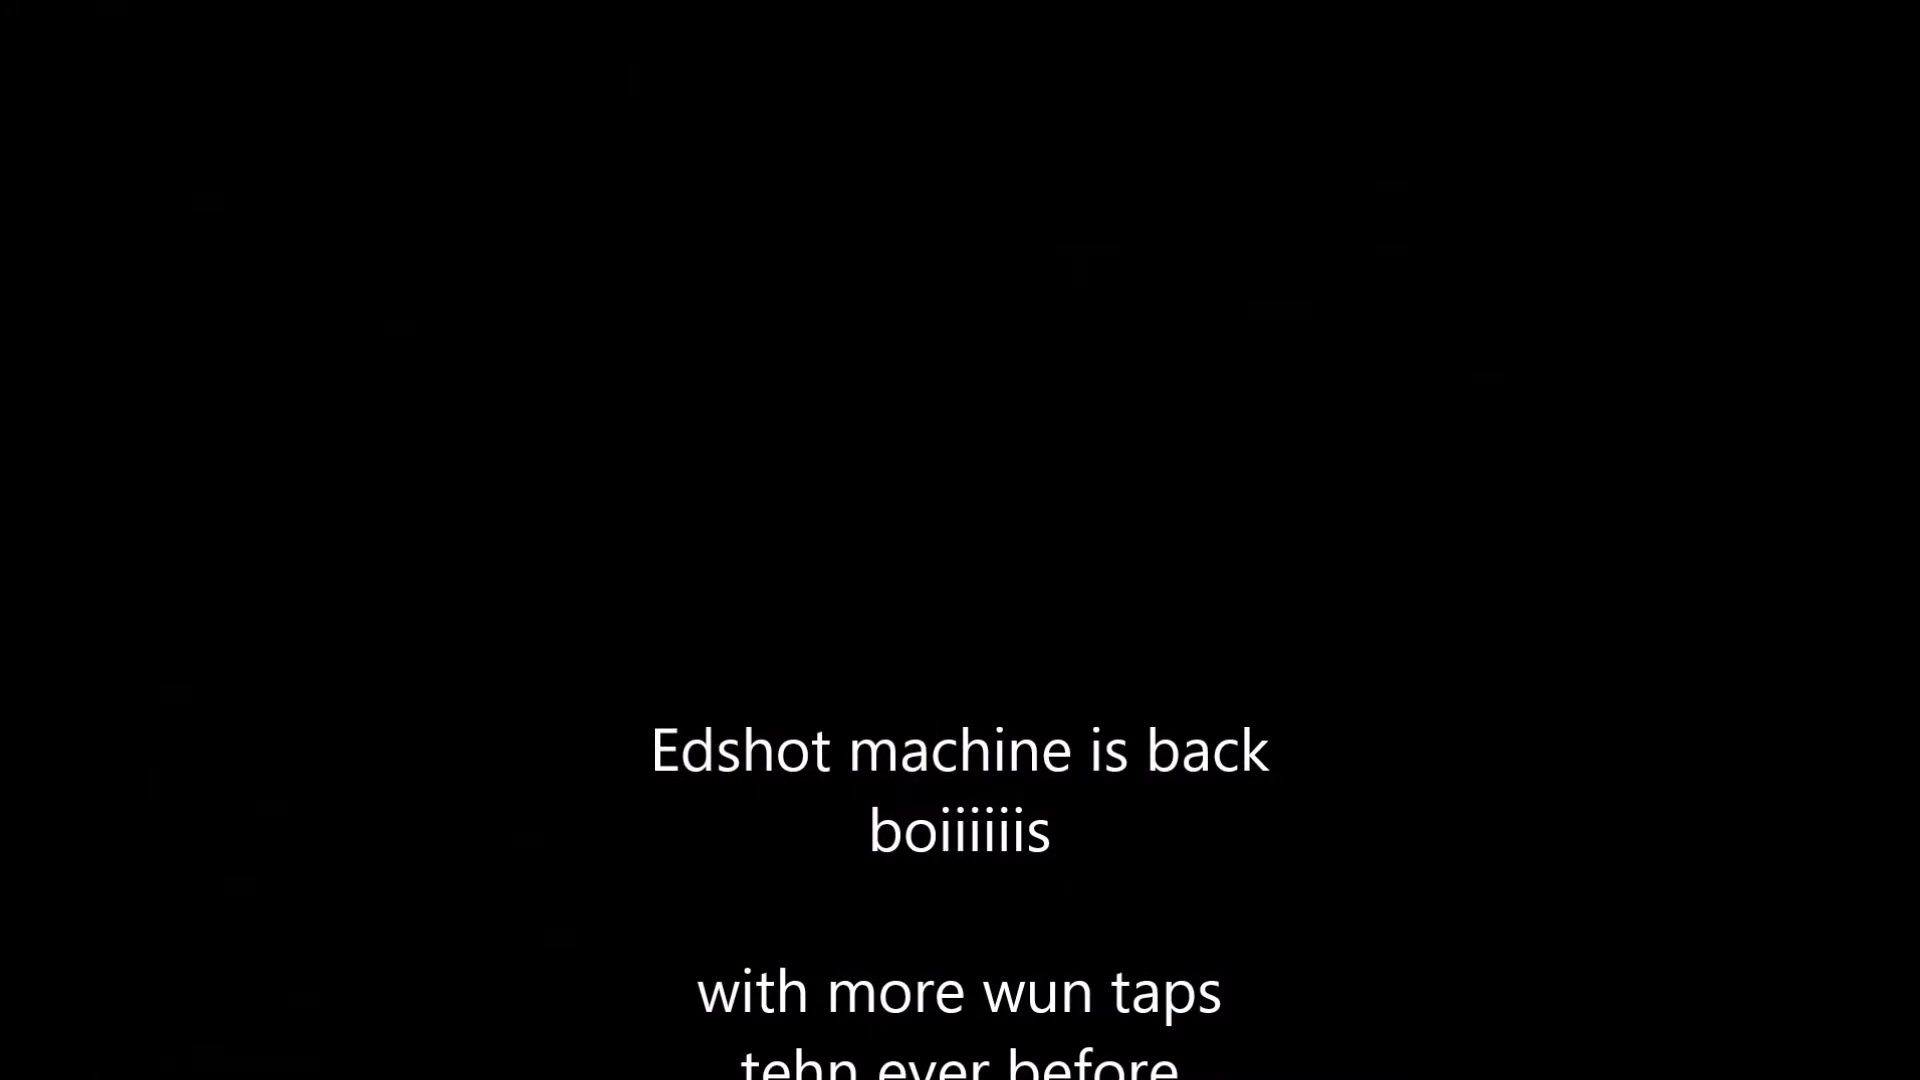 Edshot machine is back
boiiiiiis
with more wun taps
tehn ever before